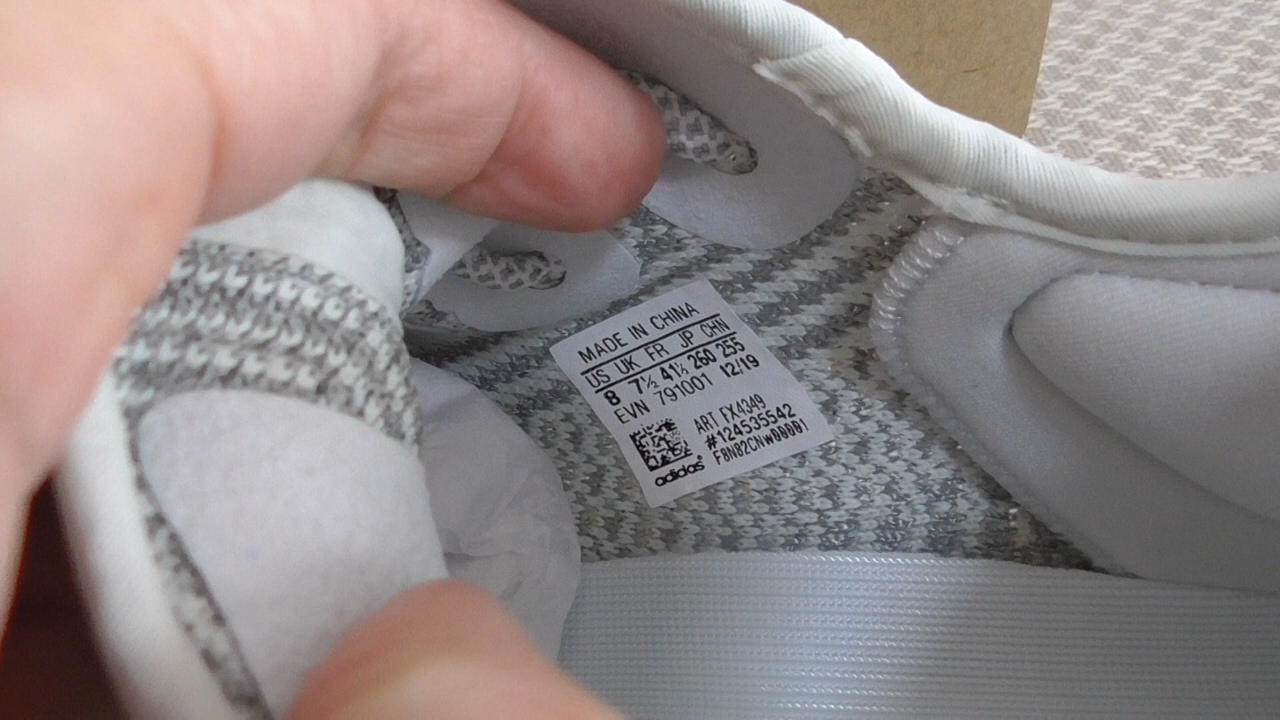 MADE IN CHINA
US UK FR JP CHN
8 7½ 41⅓ 260 255
EVN 791001 12/19
ART FX4349
#124535542
F8N82CNW00001
adidas®